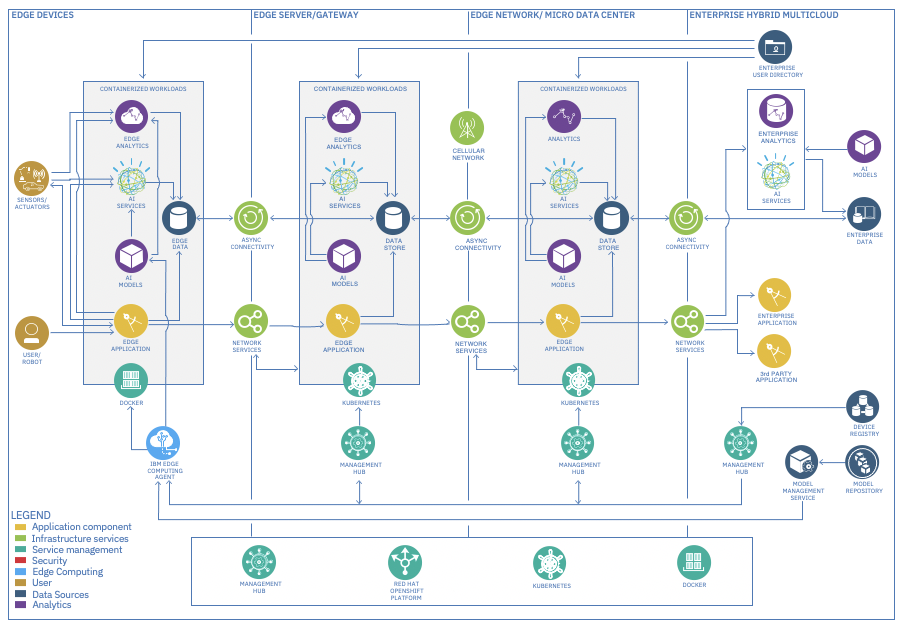 EDGE DEVICES
EDGE SERVER/GATEWAY
EDGE NETWORK/ MICRO DATA CENTER
ENTERPRISE HYBRID MULTICLOUD
ENTERPRISE
USER DIRECTORY
CONTAINERIZED WORKLOADS
CONTAINERIZED WORKLOADS
CONTAINERIZED WORKLOADS
EDGE
ANALYTICS
EDGE
ANALYTICS
CELLULAR
NETWORK
ANALYTICS
ENTERPRISE
ANALYTICS
AI
MODELS
SENSORS/
ACTUATORS
AI
SERVICES
AI
SERVICES
AI
SERVICES
AI
SERVICES
EDGE
DATA
ASYNC
CONNECTIVITY
DATA
STORE
ASYNC
CONNECTIVITY
DATA
STORE
ASYNC
CONNECTIVITY
ENTERPRISE
DATA
AI
MODELS
AI
MODELS
AI
MODELS
ENTERPRISE
APPLICATION
USER/
ROBOT
EDGE
APPLICATION
NETWORK
SERVICES
EDGE
APPLICATION
NETWORK
SERVICES
EDGE
APPLICATION
NETWORK
SERVICES
3rd PARTY
APPLICATION
DOCKER
KUBERNETES
KUBERNETES
DEVICE
REGISTRY
IBM EDGE
COMPUTING
AGENT
MANAGEMENT
HUB
MANAGEMENT
HUB
MANAGEMENT
HUB
MODEL
MANAGEMENT
SERVICE
MODEL
REPOSITORY
LEGEND
Application component
Infrastructure services
Service management
Security
Edge Computing
User
Data Sources
Analytics
MANAGEMENT
HUB
RED HAT
OPENSHIFT
PLATFORM
KUBERNETES
DOCKER